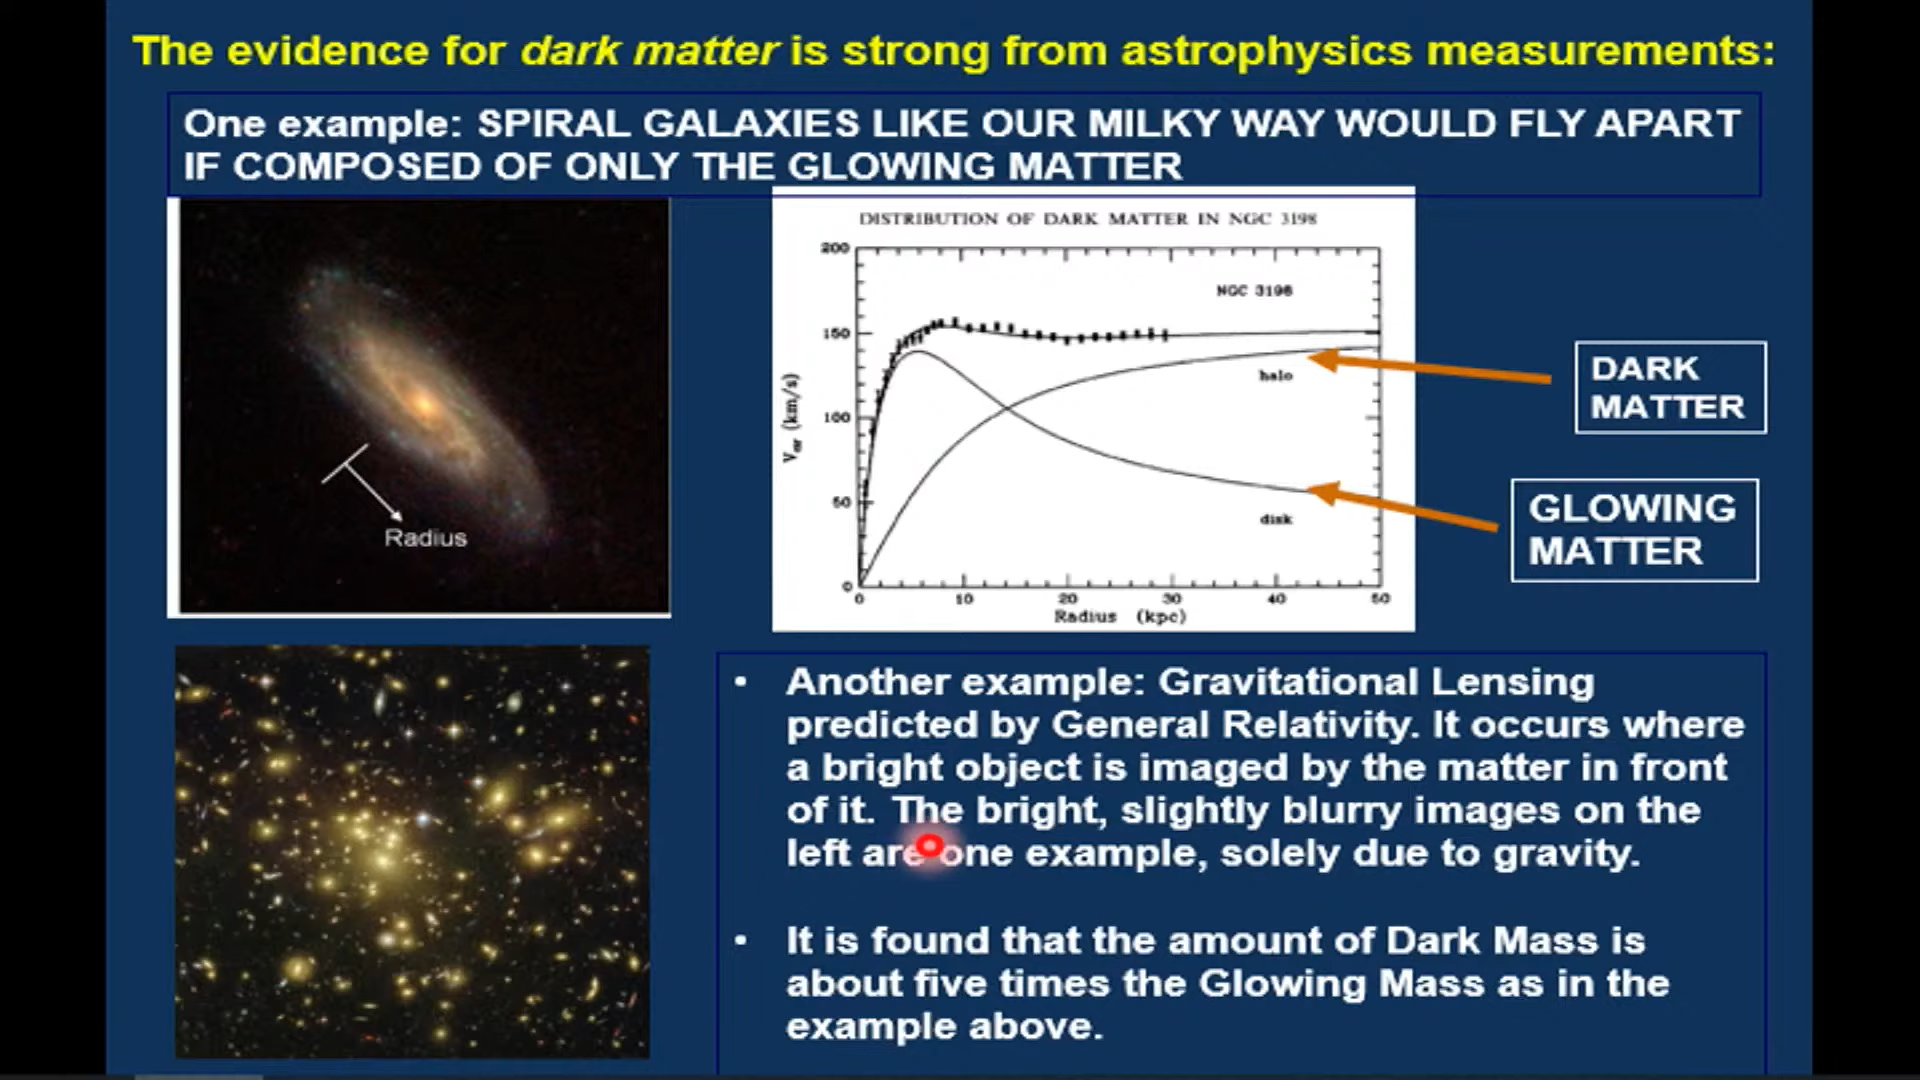 The evidence for dark matter is strong from astrophysics measurements:
One example: SPIRAL GALAXIES LIKE OUR MILKY WAY WOULD FLY APART
IF COMPOSED OF ONLY THE GLOWING MATTER
Radius
DISTRIBUTION OF DARK MATTER IN NGC 3198
200
150
100
50
0
V (km/s)
NGC 3198
halo
disk
0 10 20 30 40 50
Radius (kpc)
DARK
MATTER
GLOWING
MATTER
• Another example: Gravitational Lensing
predicted by General Relativity. It occurs where
a bright object is imaged by the matter in front
of it. The bright, slightly blurry images on the
left are one example, solely due to gravity.
• It is found that the amount of Dark Mass is
about five times the Glowing Mass as in the
example above.